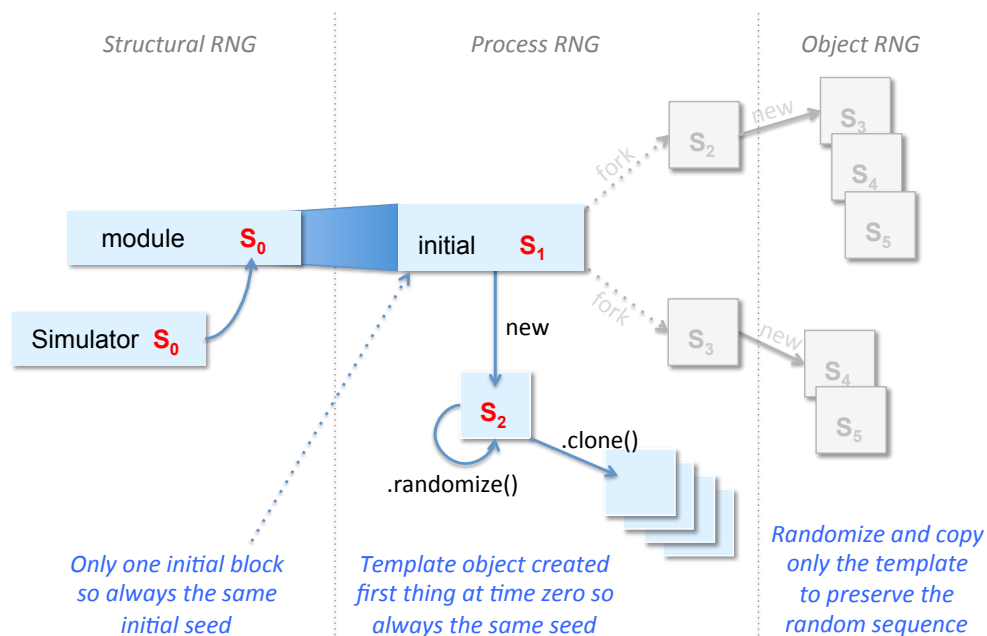 Structural RNG
Process RNG
Object RNG
new
S2
S3
fork
S4
S5
module S0
initial S1
Simulator S0
fork
new
S3
new
S4
S5
S2
.clone()
.randomize()
Only one initial block
so always the same
initial seed
Template object created
first thing at time zero so
always the same seed
Randomize and copy
only the template
to preserve the
random sequence